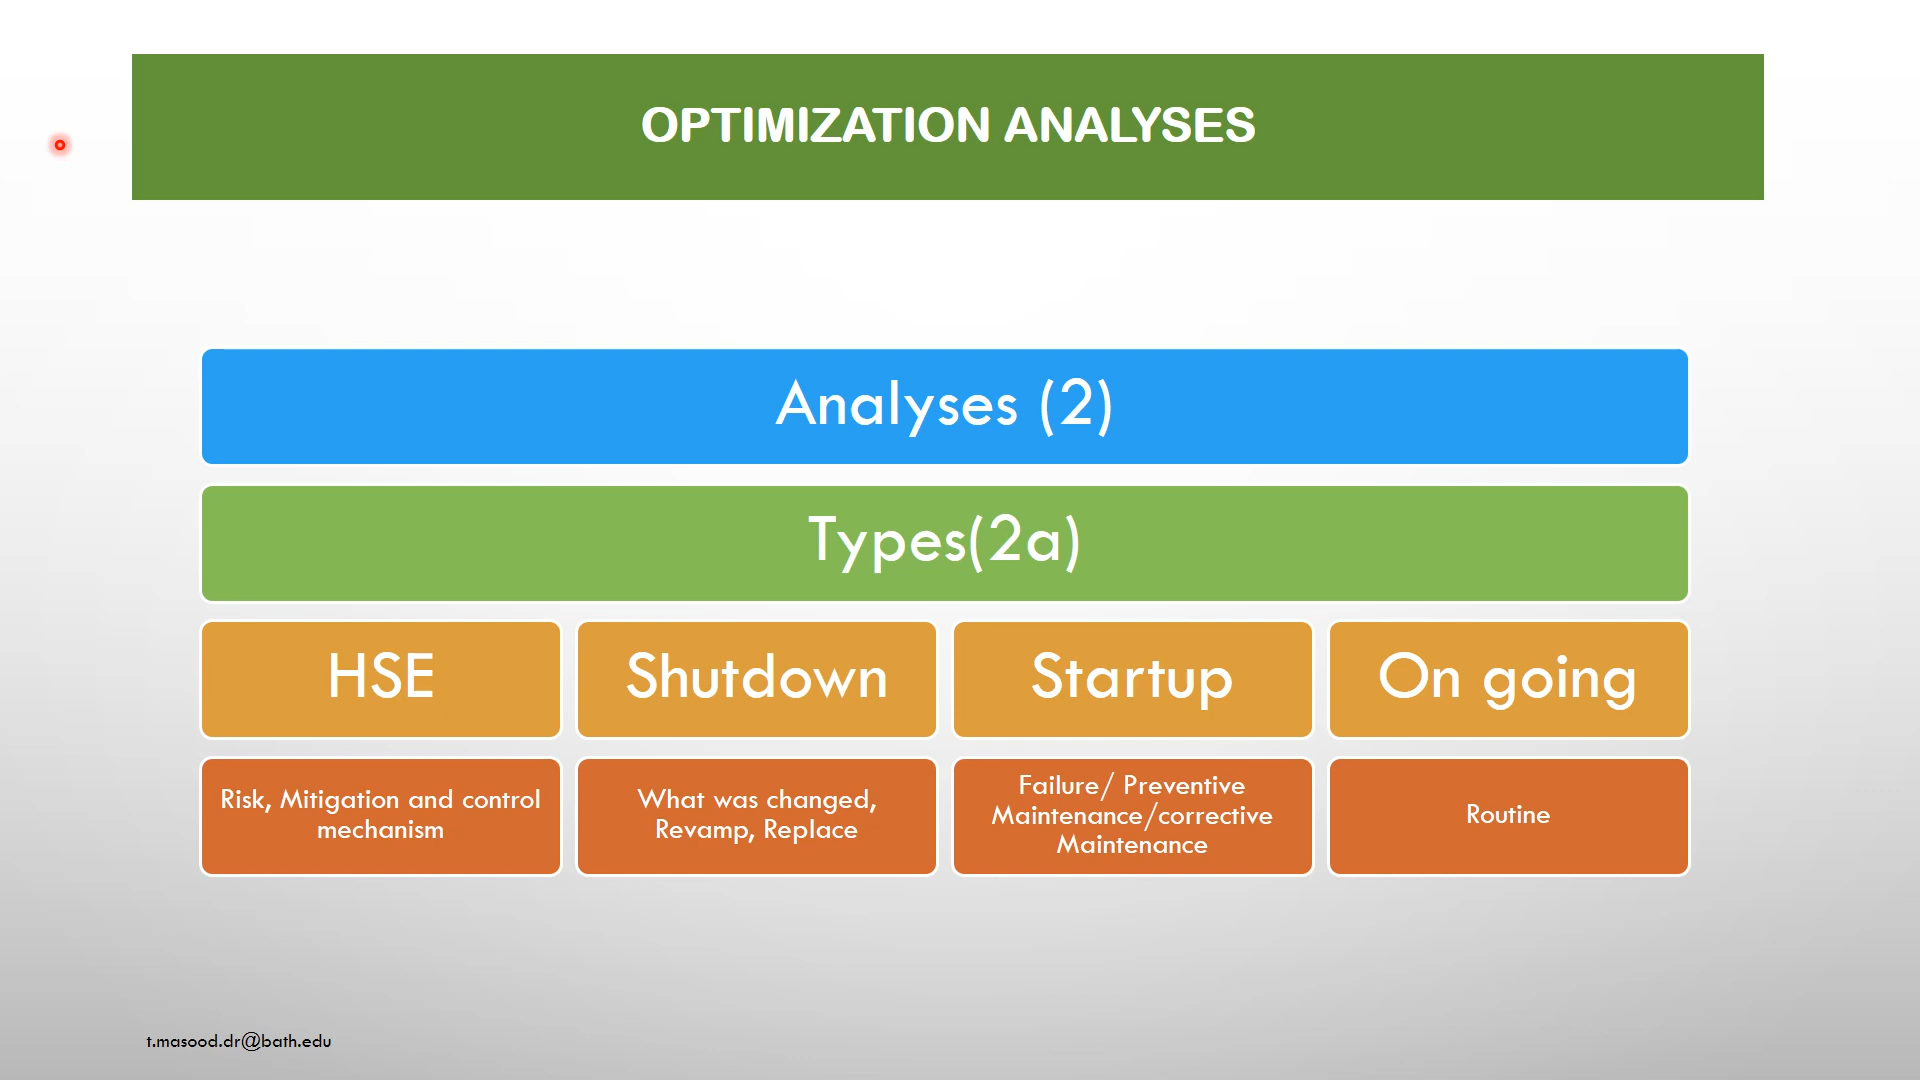 OPTIMIZATION ANALYSES
Analyses (2)
Types(2a)
HSE
Shutdown
Startup
On going
Risk, Mitigation and control
mechanism
What was changed,
Revamp, Replace
Failure/ Preventive
Maintenance/corrective
Maintenance
Routine
t.masood.dr@bath.edu